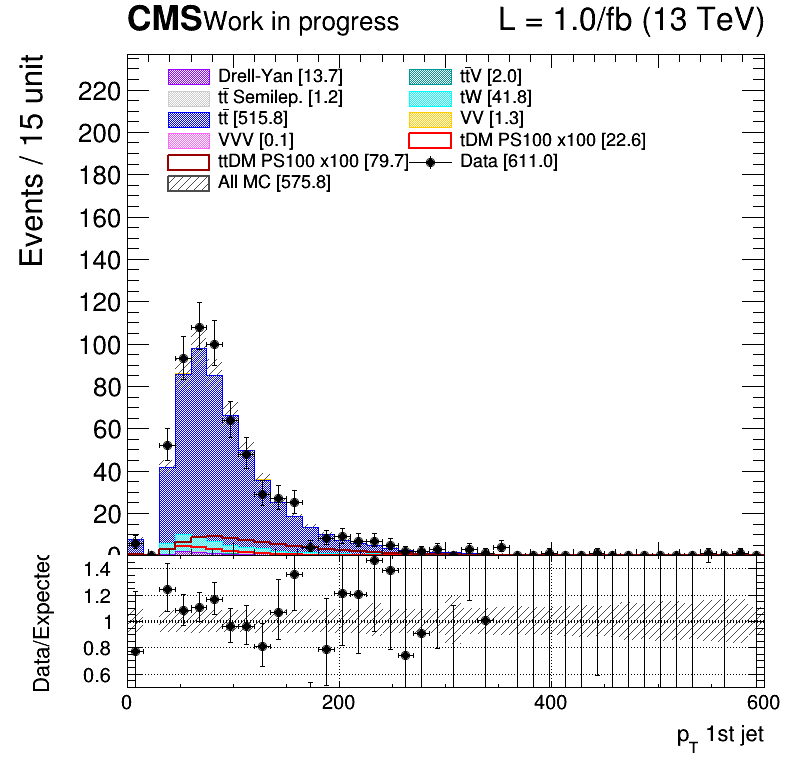 CMS Work in progress L = 1.0/fb (13 TeV)
Drell-Yan [13.7] tt̄V [2.0]
tt̄ Semilep. [1.2] tW [41.8]
tt̄ [515.8] VV [1.3]
VVV [0.1] tDM PS100 x100 [22.6]
ttDM PS100 x100 [79.7] Data [611.0]
All MC [575.8]
Events / 15 unit
220
200
180
160
140
120
100
80
60
40
20
0
Data/Expected
1.4
1.2
1
0.8
0.6
0 200 400 600
p_T 1st jet